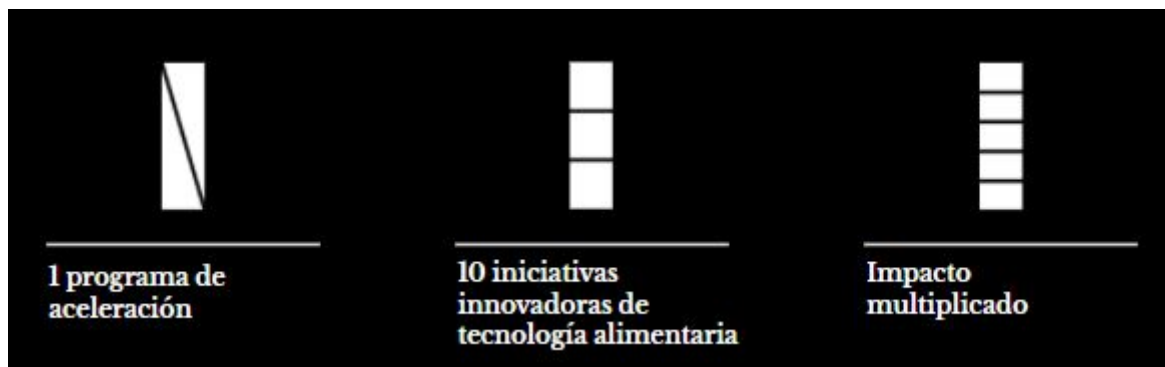 1 programa de
aceleración
10 iniciativas
innovadoras de
tecnología alimentaria
Impacto
multiplicado